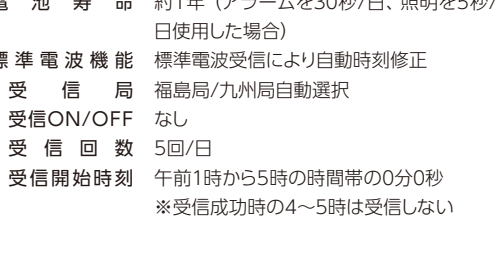 電池寿命 約1年（アラームを30秒/日、照明を5秒/
日使用した場合）
標準電波機能 標準電波受信により自動時刻修正
受信局 福島局/九州局自動選択
受信ON/OFF なし
受信回数 5回/日
受信開始時刻 午前1時から5時の時間帯の0分0秒
※受信成功時の4～5時は受信しない